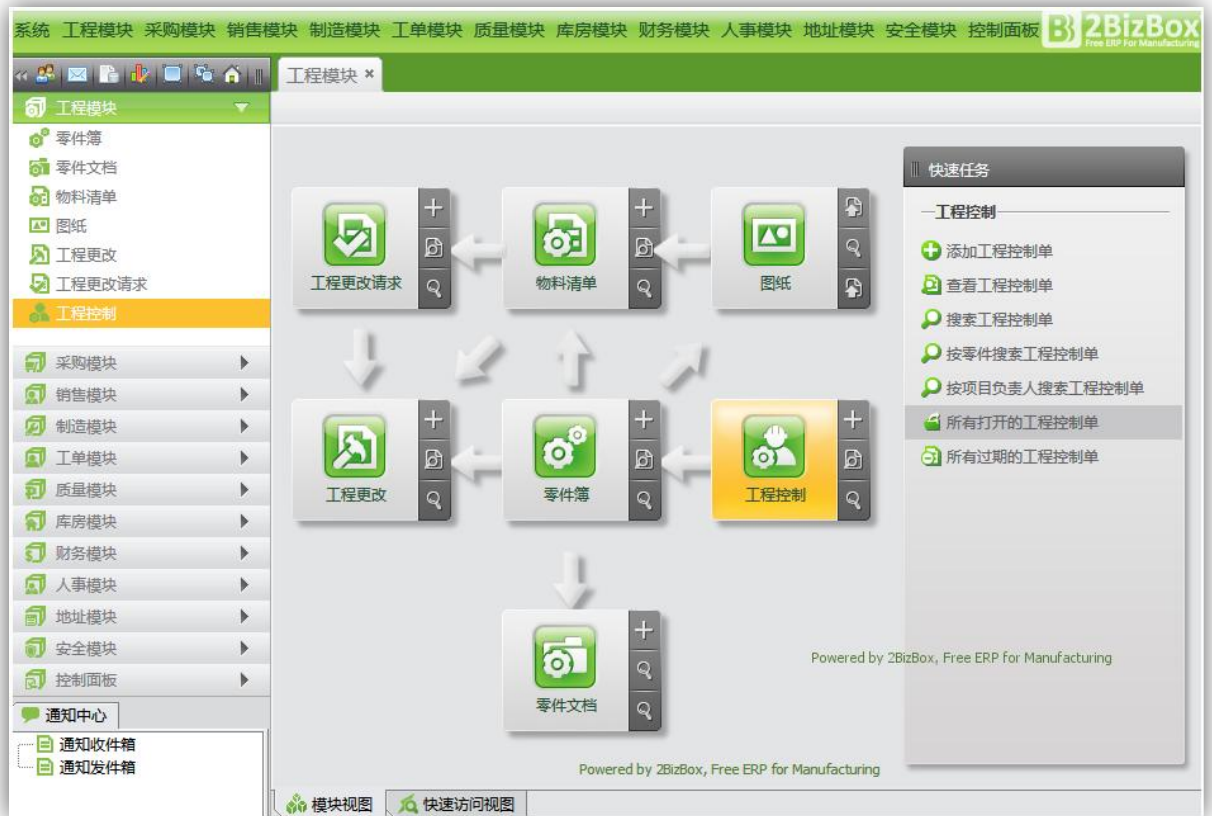 系统 工程模块 采购模块 销售模块 制造模块 工单模块 质量模块 库房模块 财务模块 人事模块 地址模块 安全模块 控制面板 2BizBox
Free ERP For Manufacturing
工程模块
工程模块
零件簿
零件文档
物料清单
图纸
工程更改
工程更改请求
工程控制
采购模块
销售模块
制造模块
工单模块
质量模块
库房模块
财务模块
人事模块
地址模块
安全模块
控制面板
通知中心
通知收件箱
通知发件箱
工程更改请求
物料清单
图纸
工程更改
零件簿
工程控制
零件文档
Powered by 2BizBox, Free ERP for Manufacturing
快速任务
工程控制
添加工程控制单
查看工程控制单
搜索工程控制单
按零件搜索工程控制单
按项目负责人搜索工程控制单
所有打开的工程控制单
所有过期的工程控制单
Powered by 2BizBox, Free ERP for Manufacturing
模块视图 快速访问视图